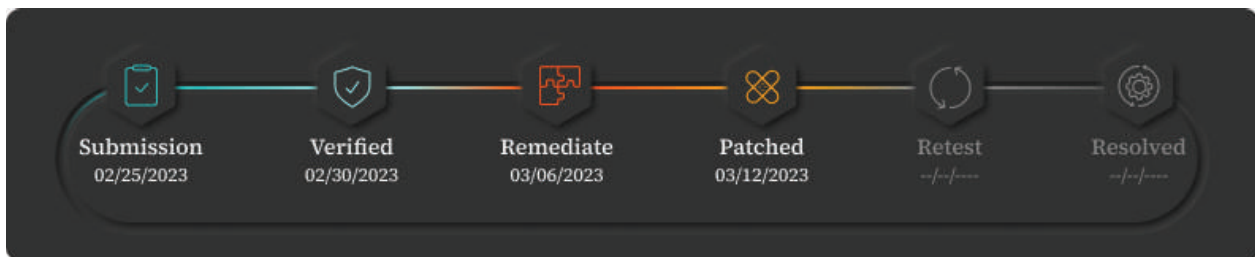 Submission Verified Remediate Patched Retest Resolved
02/25/2023 02/30/2023 03/06/2023 03/12/2023 --/--/---- --/--/----